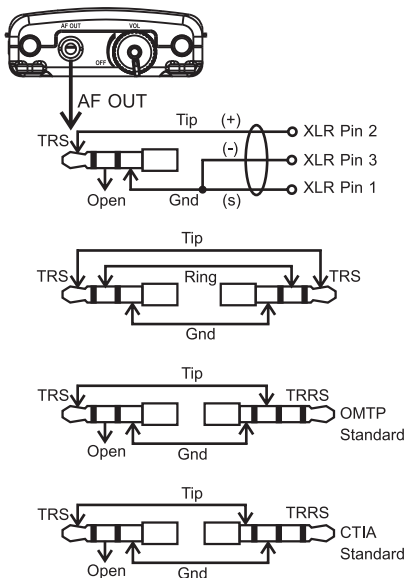 AF OUT
VOL
OFF
AF OUT
Tip (+) XLR Pin 2
TRS
(-) XLR Pin 3
Open Gnd (s) XLR Pin 1
Tip
TRS Ring TRS
Gnd
Tip
TRS TRRS
OMTP
Standard
Open Gnd
Tip
TRS TRRS
CTIA
Standard
Open Gnd